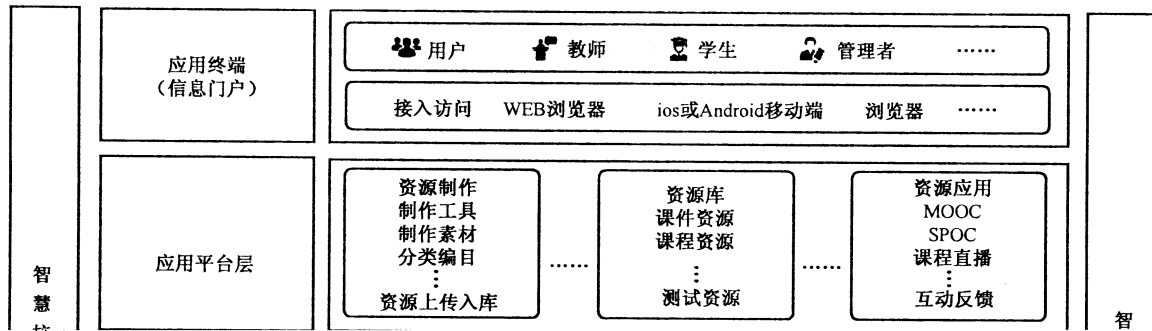 应用终端
（信息门户）
用户 教师 学生 管理者 ……
接入访问 WEB浏览器 ios或Android移动端 浏览器 ……
应用平台层
资源制作
制作工具
制作素材
分类编目
资源上传入库
……
资源库
课件资源
课程资源
测试资源
……
资源应用
MOOC
SPOC
课程直播
互动反馈
智
慧
智